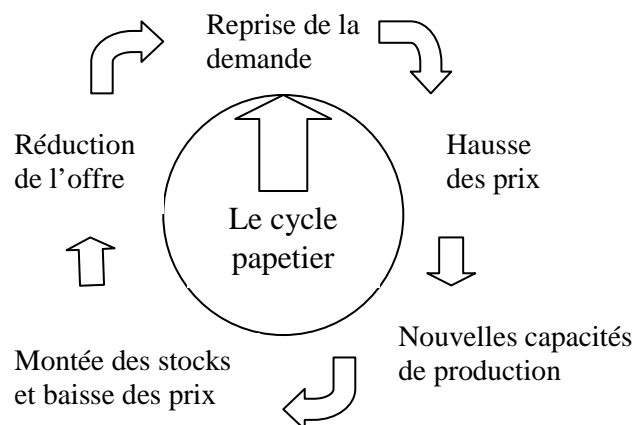 Reprise de la
demande
Hausse
des prix
Nouvelles capacités
de production
Montée des stocks
et baisse des prix
Réduction
de l’offre
Le cycle
papetier